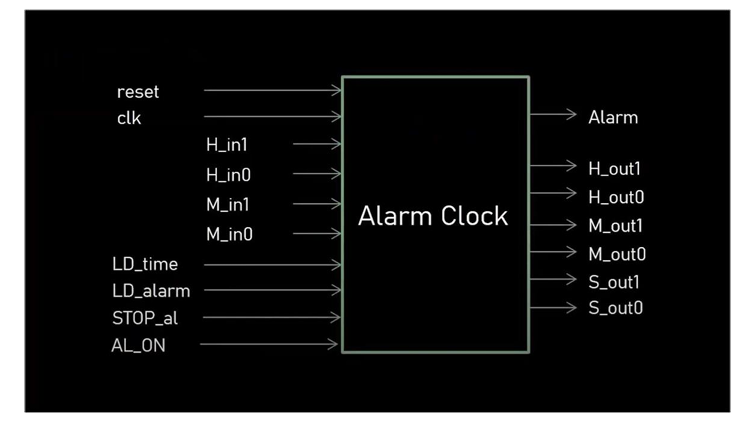 reset
clk
H_in1
H_in0
M_in1
M_in0
LD_time
LD_alarm
STOP_al
AL_ON
Alarm Clock
Alarm
H_out1
H_out0
M_out1
M_out0
S_out1
S_out0